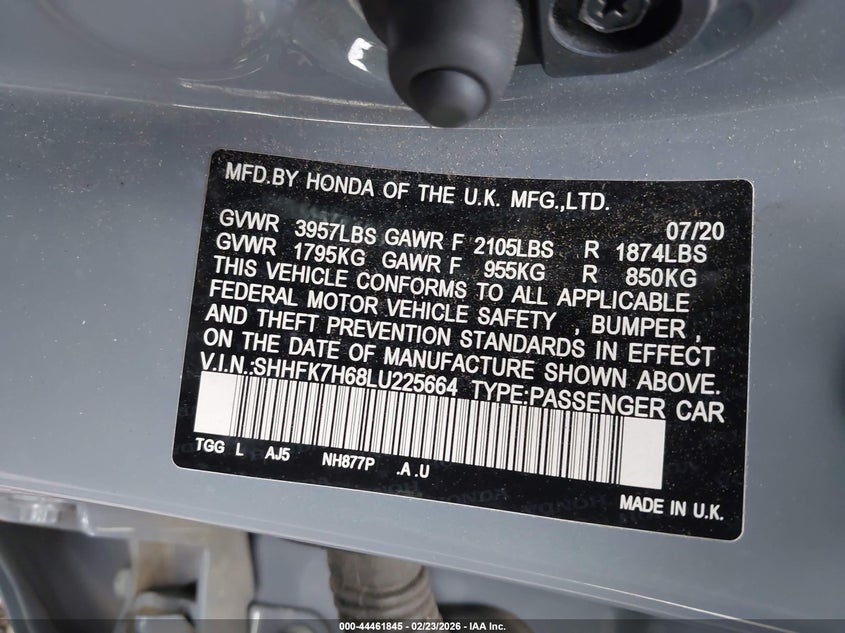 MFD.BY HONDA OF THE U.K. MFG.,LTD.
07/20
GVWR 3957LBS GAWR F 2105LBS R 1874LBS
GVWR 1795KG GAWR F 955KG R 850KG
THIS VEHICLE CONFORMS TO ALL APPLICABLE
FEDERAL MOTOR VEHICLE SAFETY , BUMPER ,
AND THEFT PREVENTION STANDARDS IN EFFECT
ON THE DATE OF MANUFACTURE SHOWN ABOVE.
V.I.N.:SHHFK7H68LU225664 TYPE:PASSENGER CAR
TGG L AJ5 NH877P .A .U
MADE IN U.K.
000-44461845 - 02/23/2026 - IAA Inc.